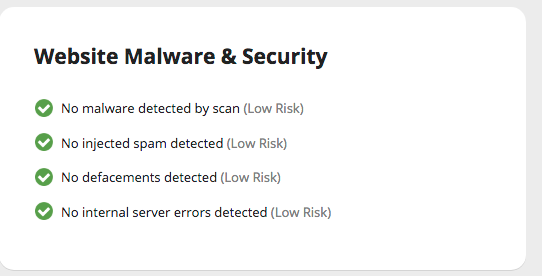 Website Malware & Security
No malware detected by scan (Low Risk)
No injected spam detected (Low Risk)
No defacements detected (Low Risk)
No internal server errors detected (Low Risk)